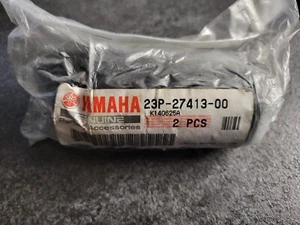 YAMAHA 23P-27413-00
K140625A
GENUINE 2 PCS
Accessories